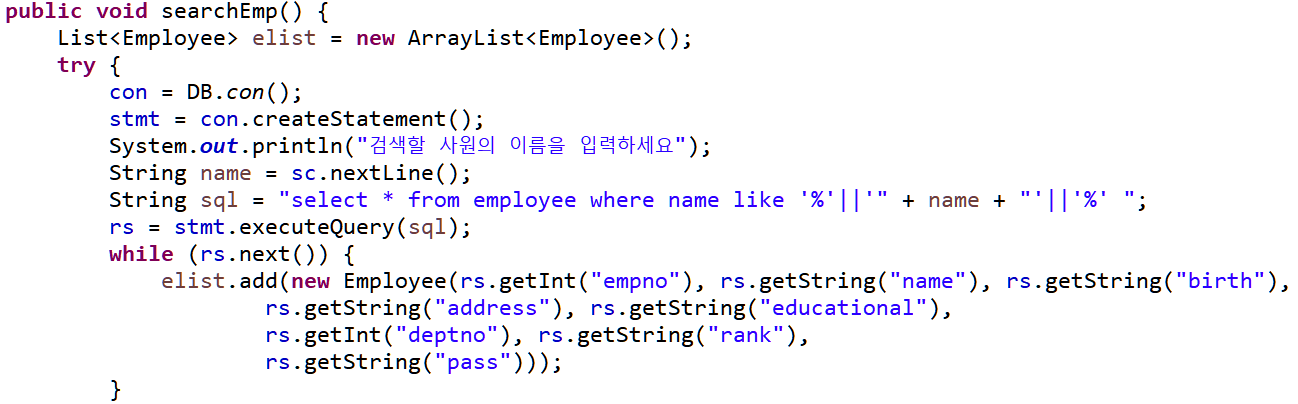 public void searchEmp() {
    List<Employee> elist = new ArrayList<Employee>();
    try {
        con = DB.con();
        stmt = con.createStatement();
        System.out.println("검색할 사원의 이름을 입력하세요");
        String name = sc.nextLine();
        String sql = "select * from employee where name like '%'||'" + name + "'||'%' ";
        rs = stmt.executeQuery(sql);
        while (rs.next()) {
            elist.add(new Employee(rs.getInt("empno"), rs.getString("name"), rs.getString("birth"),
                    rs.getString("address"), rs.getString("educational"),
                    rs.getInt("deptno"), rs.getString("rank"),
                    rs.getString("pass")));
        }